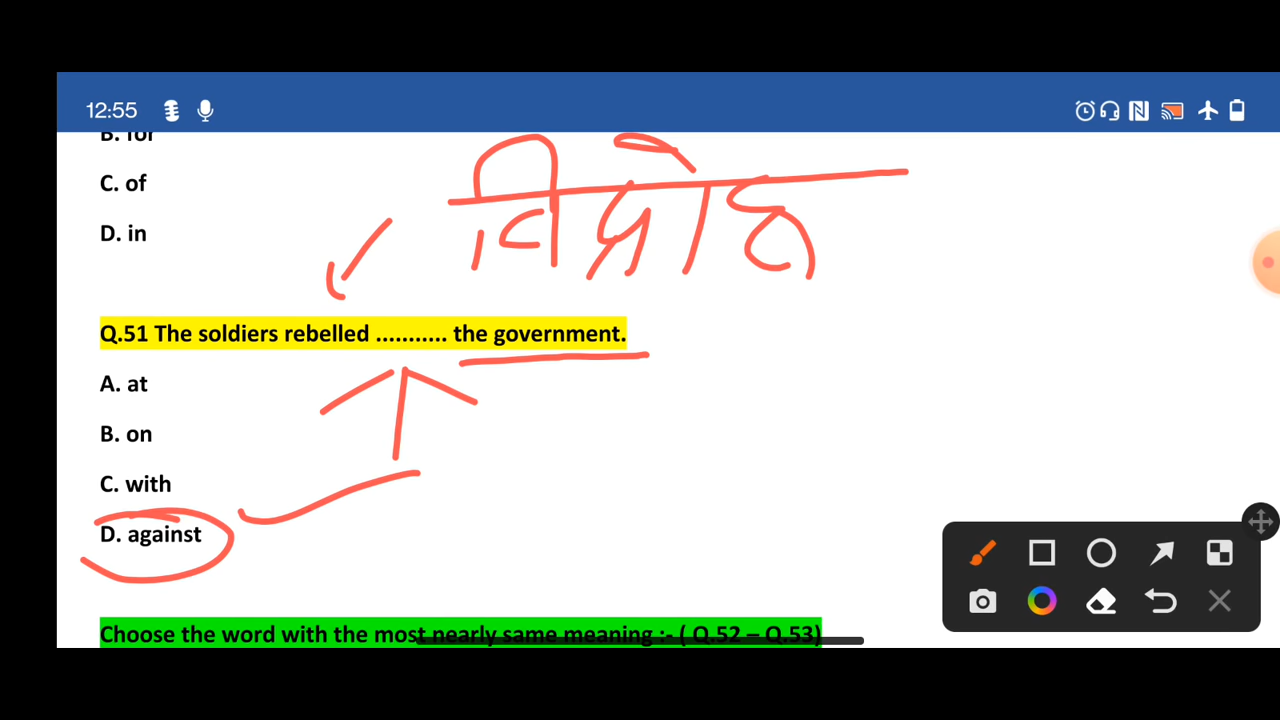 12:55
B. for
C. of
D. in
विद्रोह
Q.51 The soldiers rebelled ........... the government.
A. at
B. on
C. with
D. against
Choose the word with the most nearly same meaning :- ( Q.52 – Q.53)